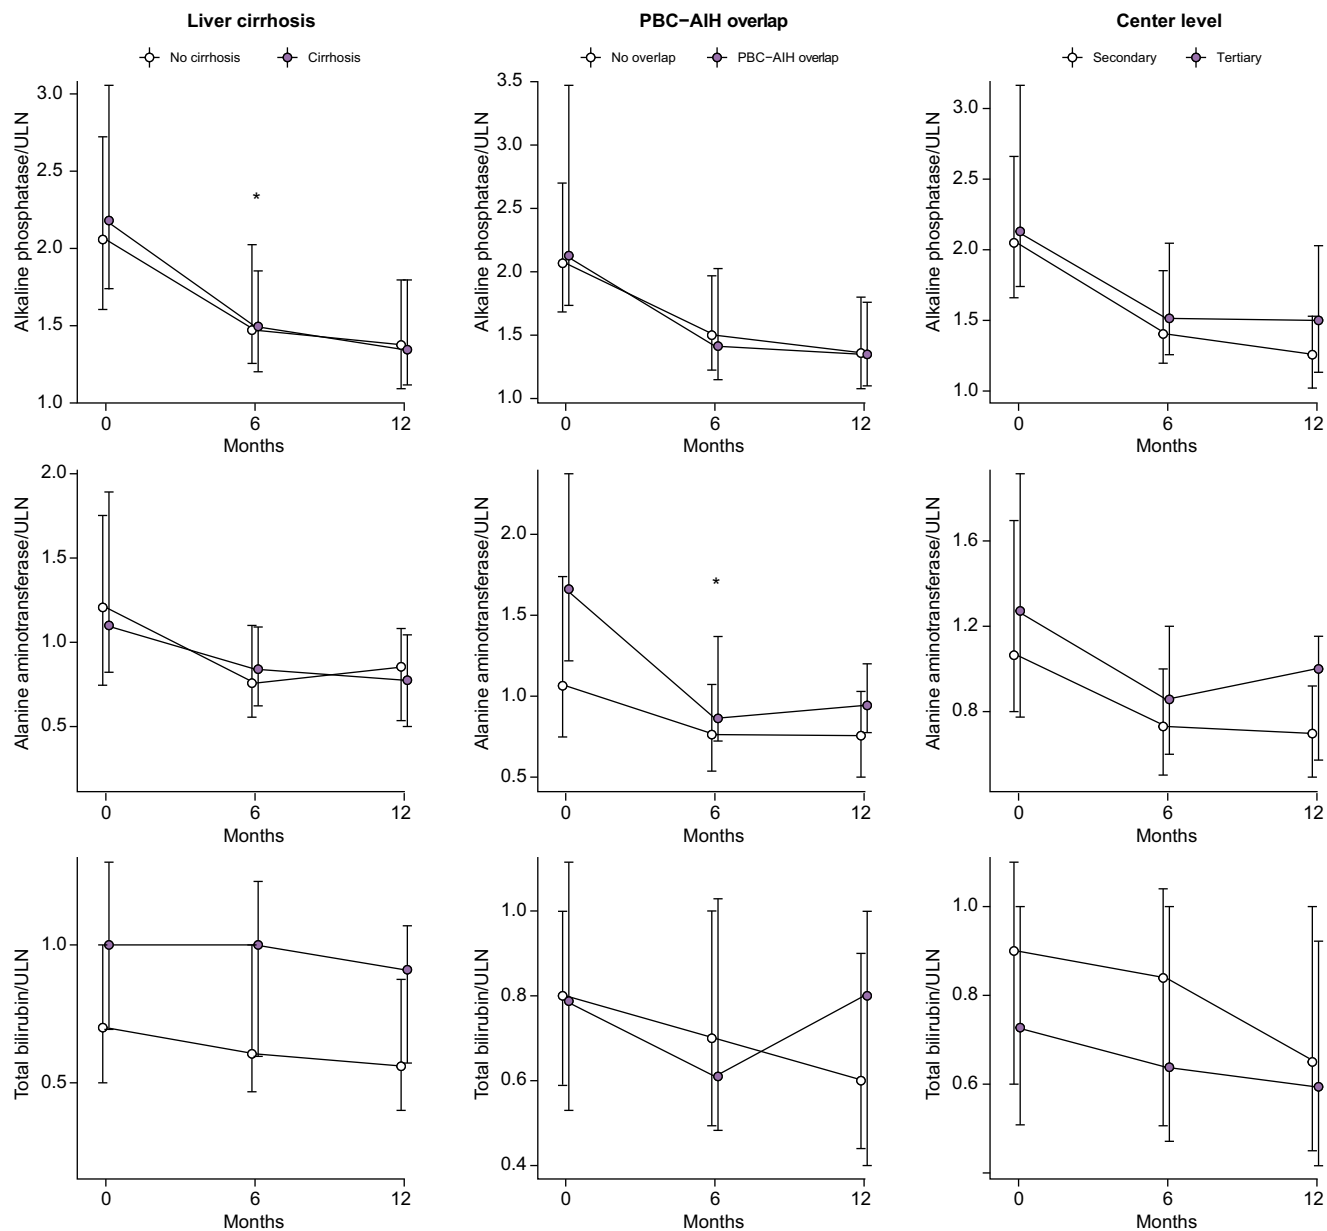 Liver cirrhosis
No cirrhosis Cirrhosis
Alkaline phosphatase/ULN
3.0
2.5
2.0
1.5
1.0
*
0 6 12
Months
PBC−AIH overlap
No overlap PBC−AIH overlap
Alkaline phosphatase/ULN
3.5
3.0
2.5
2.0
1.5
1.0
0 6 12
Months
Center level
Secondary Tertiary
Alkaline phosphatase/ULN
3.0
2.5
2.0
1.5
1.0
0 6 12
Months
Alanine aminotransferase/ULN
2.0
1.5
1.0
0.5
0 6 12
Months
Alanine aminotransferase/ULN
2.0
1.5
1.0
0.5
*
0 6 12
Months
Alanine aminotransferase/ULN
1.6
1.2
0.8
0 6 12
Months
Total bilirubin/ULN
1.0
0.5
0 6 12
Months
Total bilirubin/ULN
1.0
0.8
0.6
0.4
0 6 12
Months
Total bilirubin/ULN
1.0
0.8
0.6
0 6 12
Months